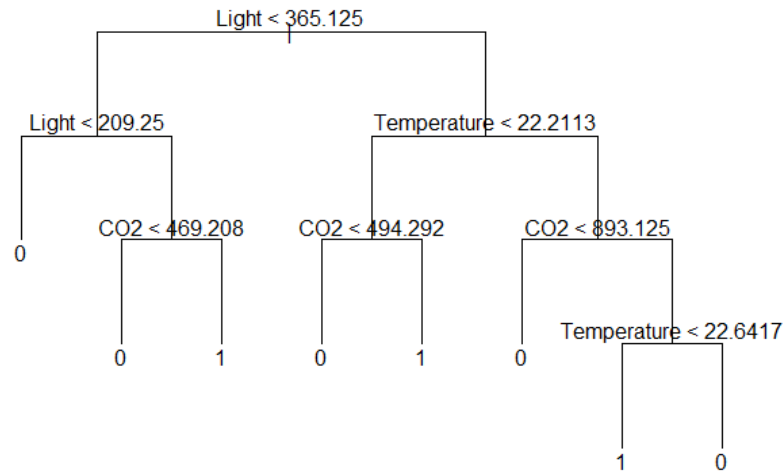 Light < 365.125
Light < 209.25
Temperature < 22.2113
CO2 < 469.208
CO2 < 494.292
CO2 < 893.125
0
Temperature < 22.6417
0
1
0
1
0
1
0